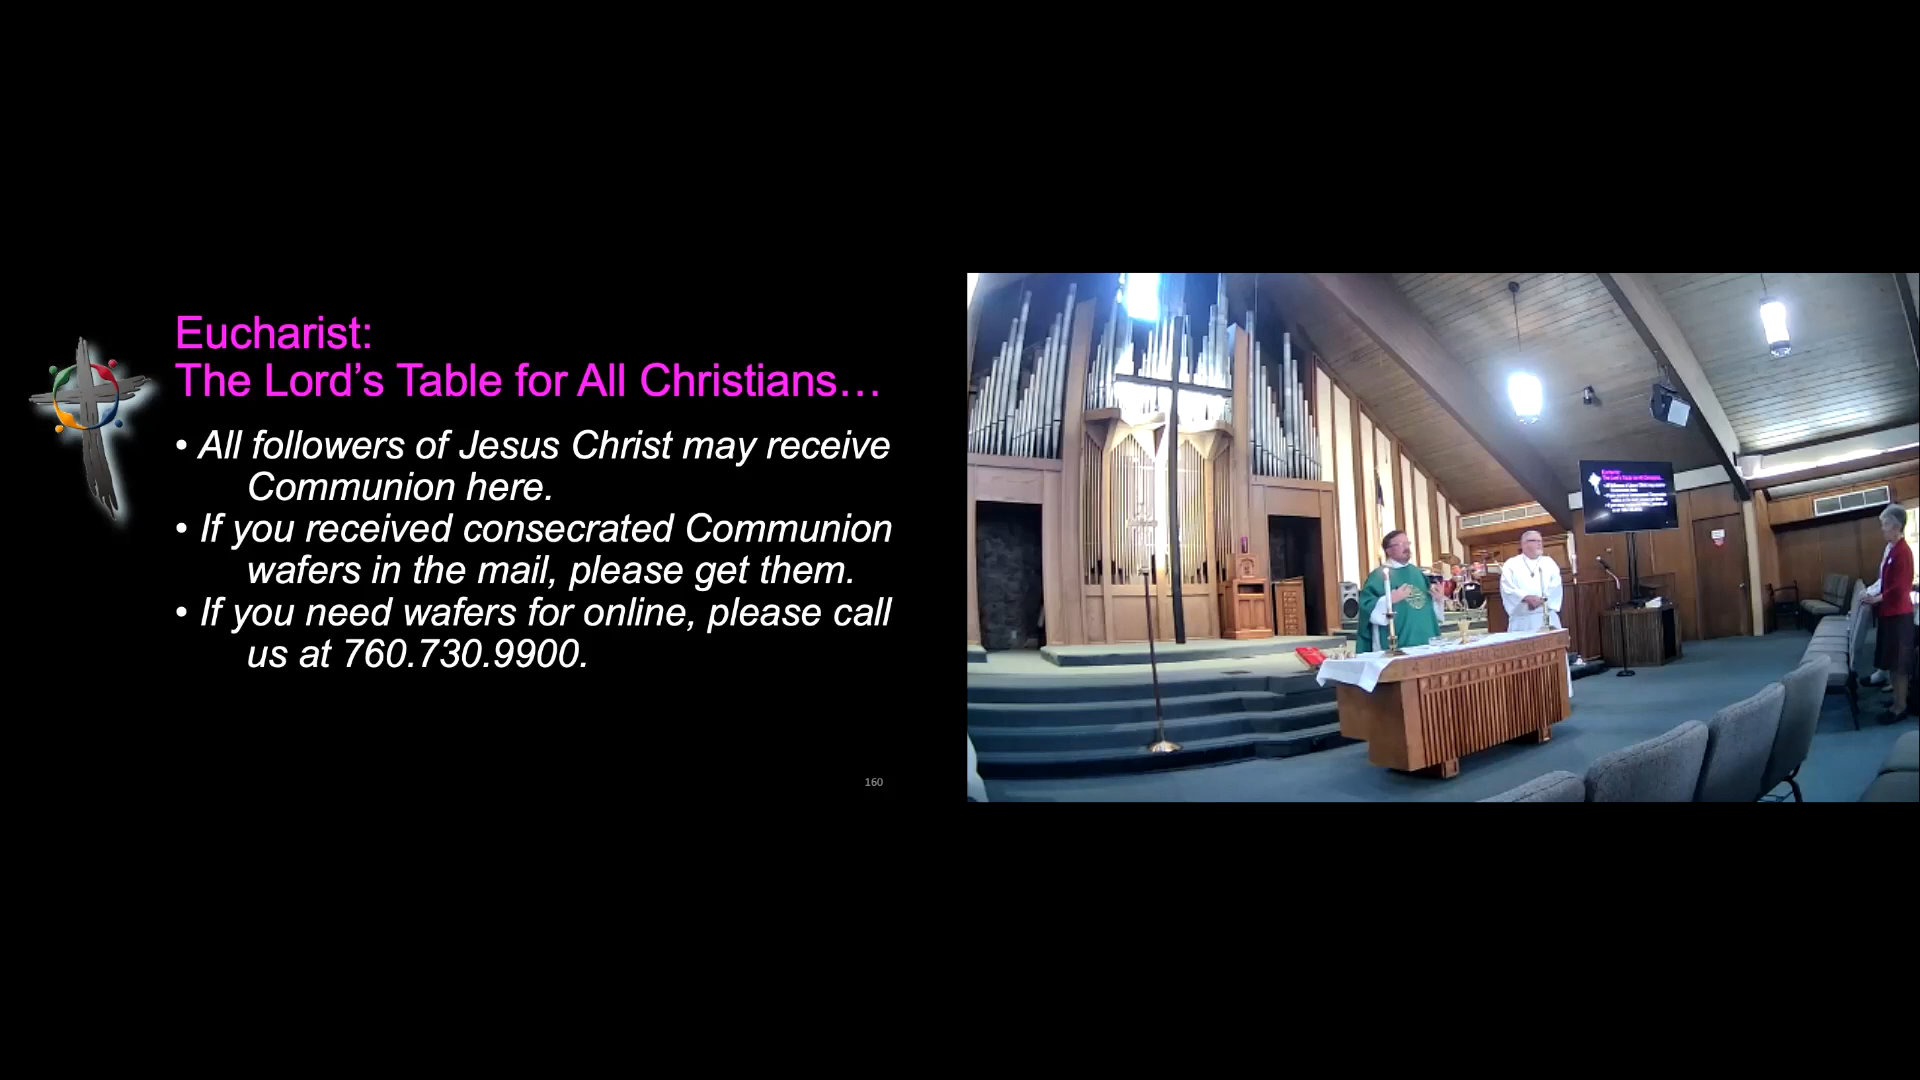 Eucharist:
The Lord’s Table for All Christians…
• All followers of Jesus Christ may receive
Communion here.
• If you received consecrated Communion
wafers in the mail, please get them.
• If you need wafers for online, please call
us at 760.730.9900.
160